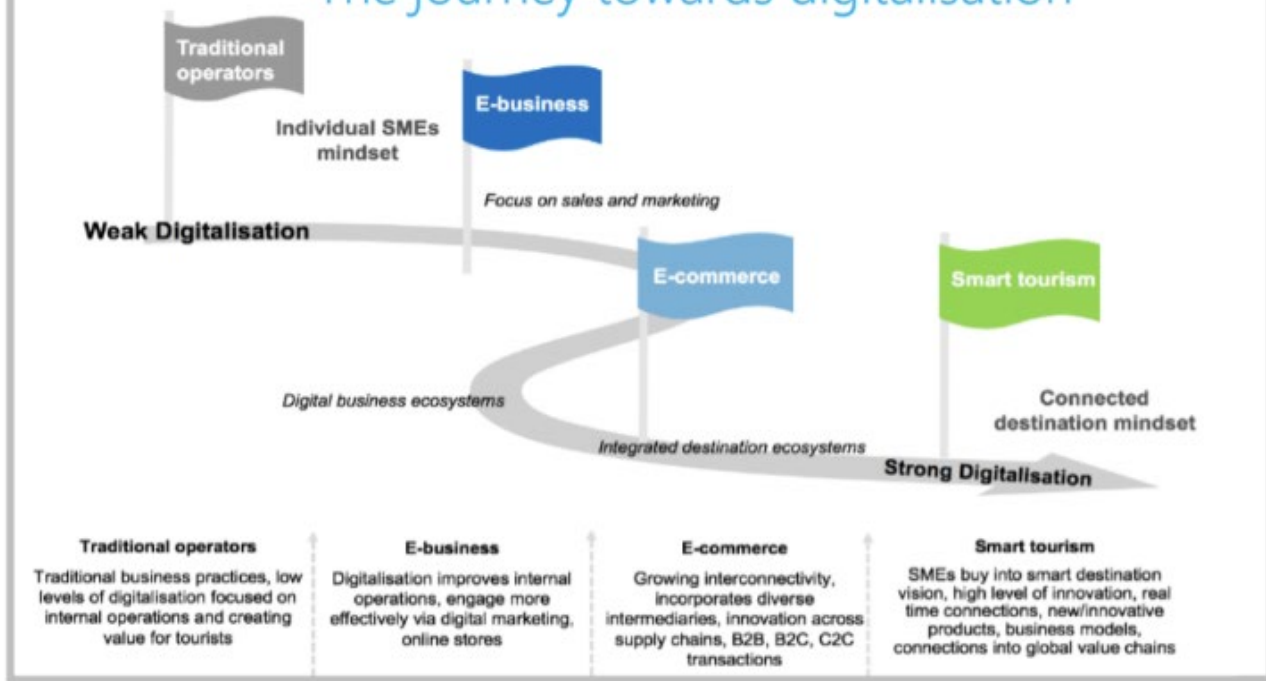 The journey towards digitalisation
Traditional
operators
E-business
Individual SMEs
mindset
Focus on sales and marketing
Weak Digitalisation
E-commerce
Smart tourism
Digital business ecosystems
Connected
destination mindset
Integrated destination ecosystems
Strong Digitalisation
Traditional operators
Traditional business practices, low
levels of digitalisation focused on
internal operations and creating
value for tourists
E-business
Digitalisation improves internal
operations, engage more
effectively via digital marketing,
online stores
E-commerce
Growing interconnectivity,
incorporates diverse
intermediaries, innovation across
supply chains, B2B, B2C, C2C
transactions
Smart tourism
SMEs buy into smart destination
vision, high level of innovation, real
time connections, new/innovative
products, business models,
connections into global value chains